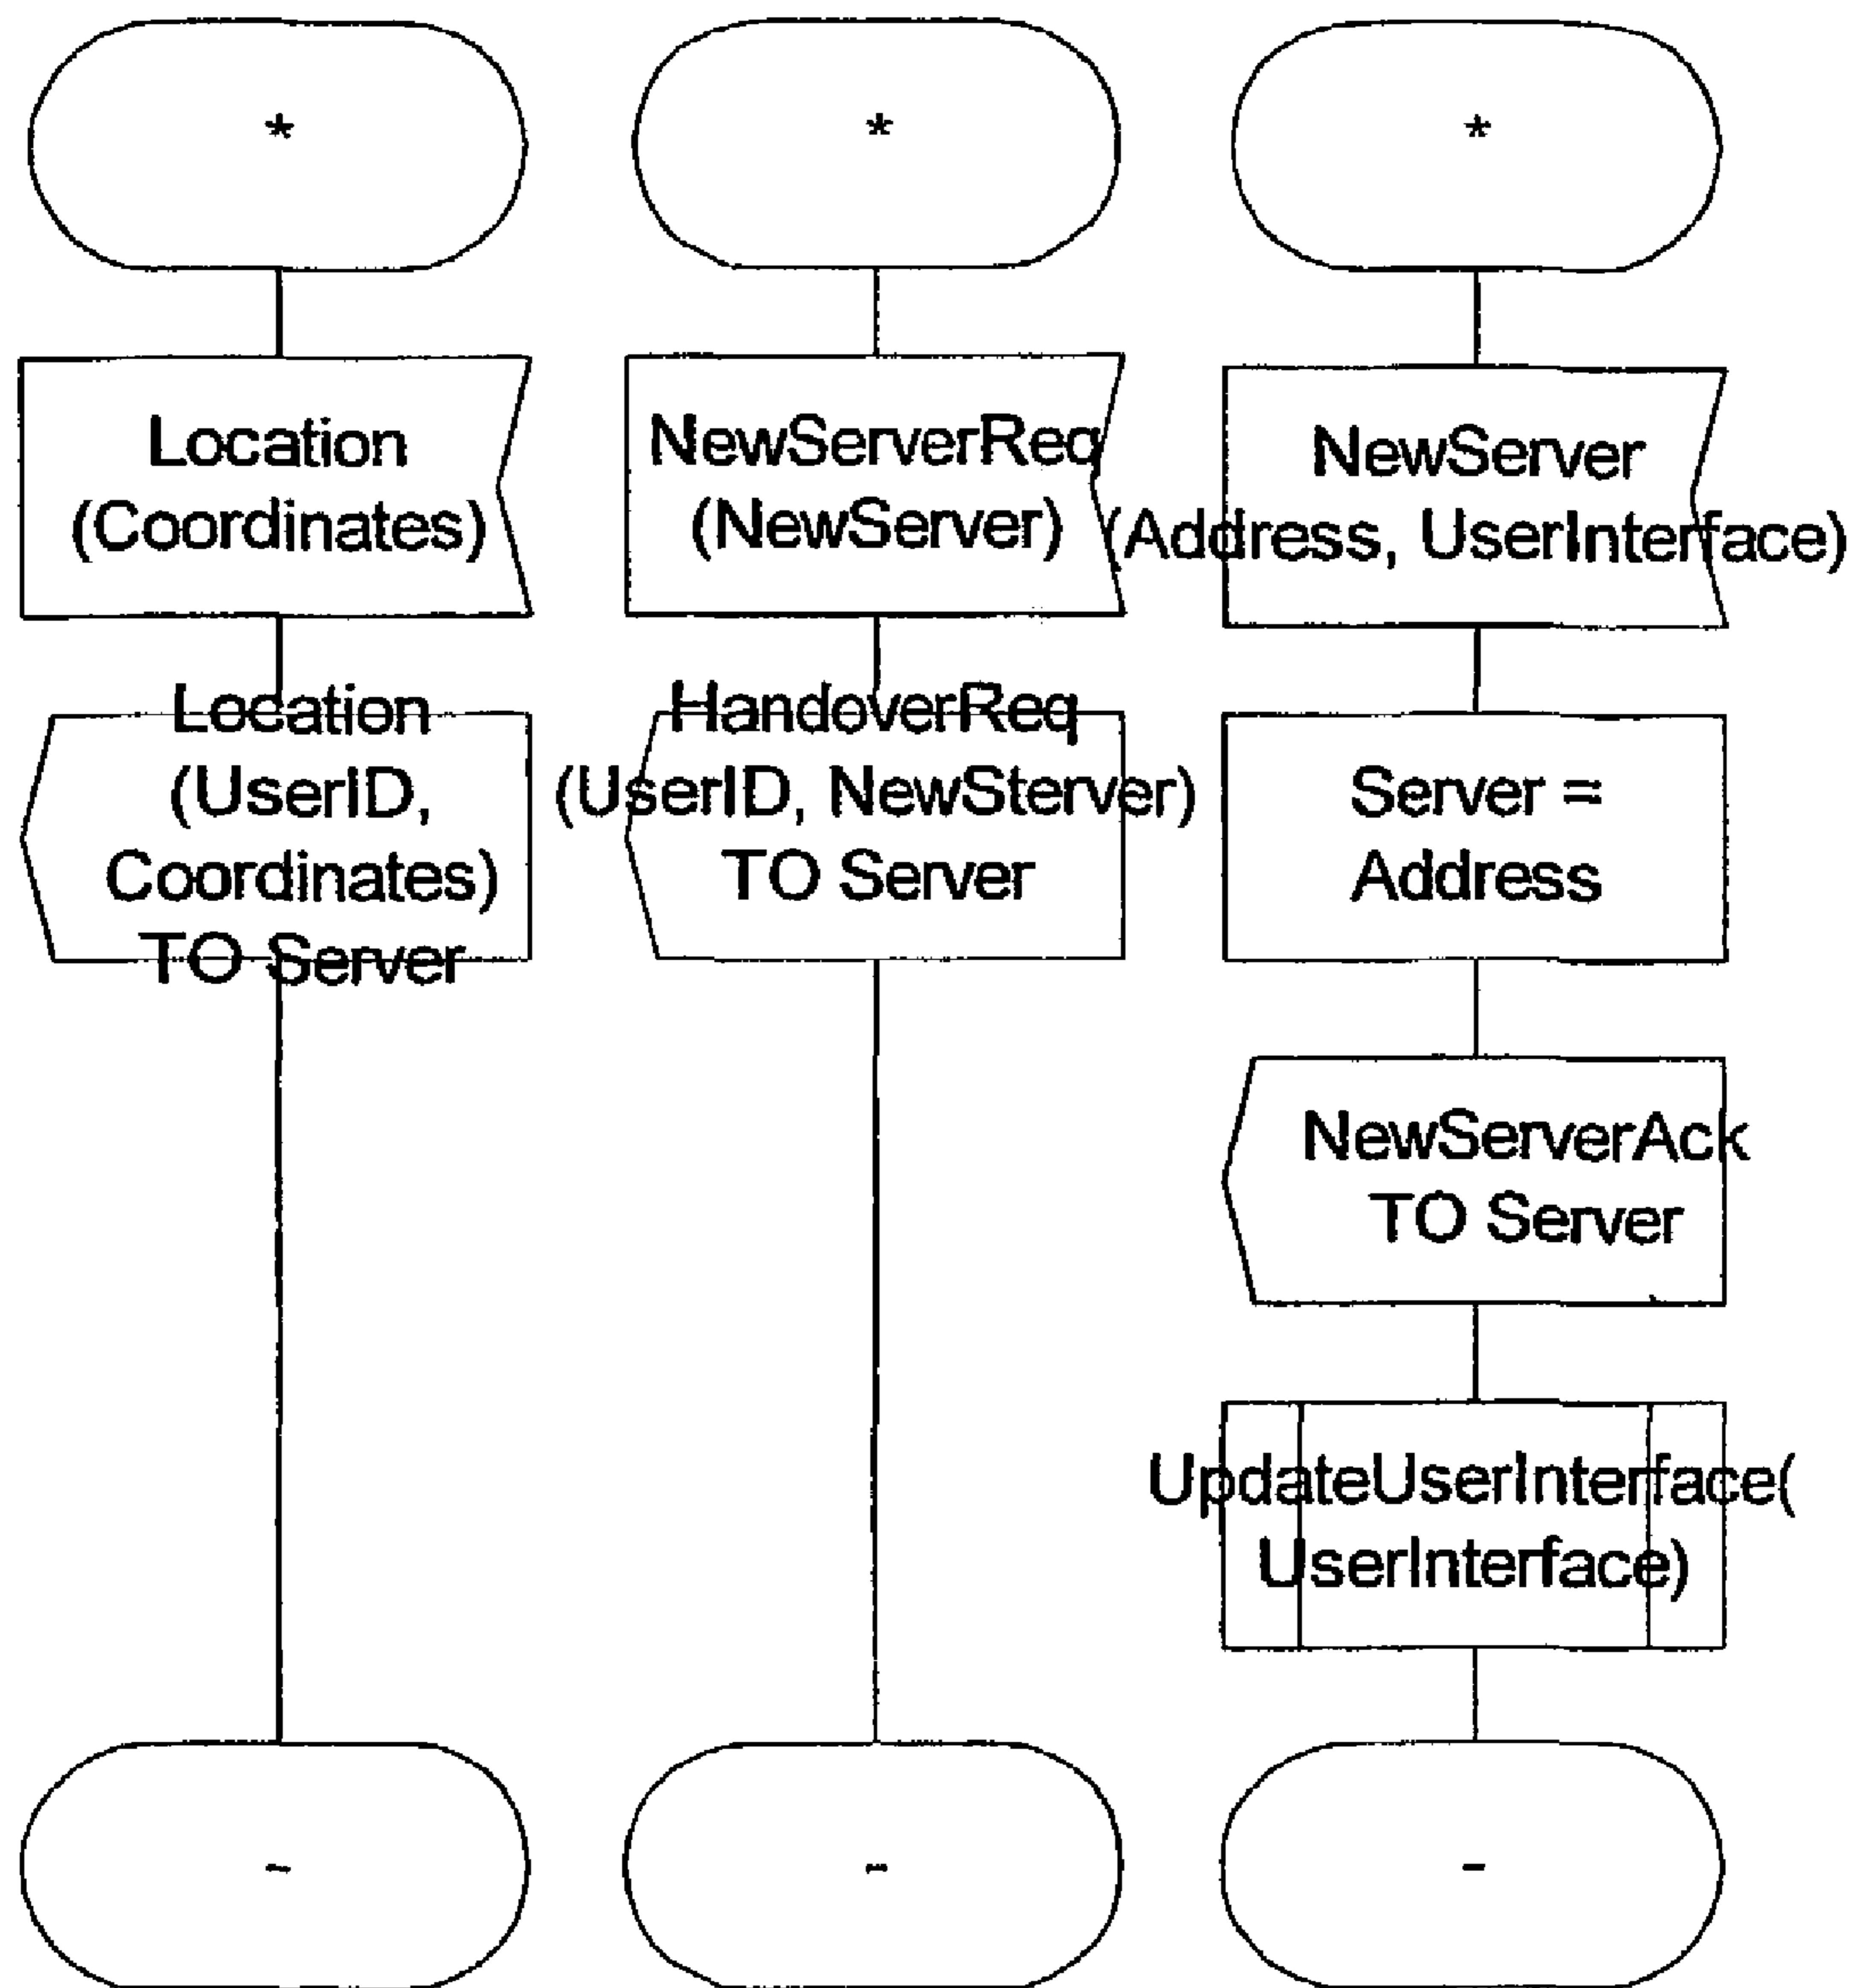 *
Location
(Coordinates)
Location
(UserID,
Coordinates)
TO Server
-
*
NewServerReq
(NewServer)
HandoverReq
(UserID, NewSterver)
TO Server
-
*
NewServer
(Address, UserInterface)
Server =
Address
NewServerAck
TO Server
UpdateUserInterface(
UserInterface)
-